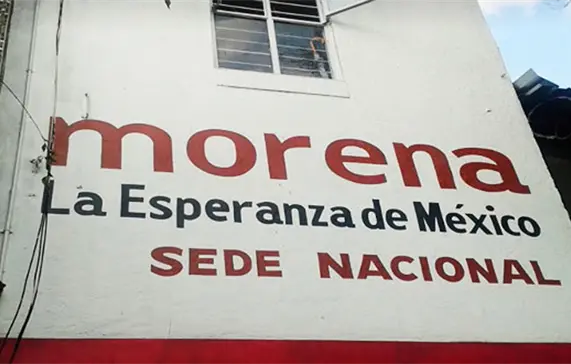 morena
La Esperanza de México
SEDE NACIONAL